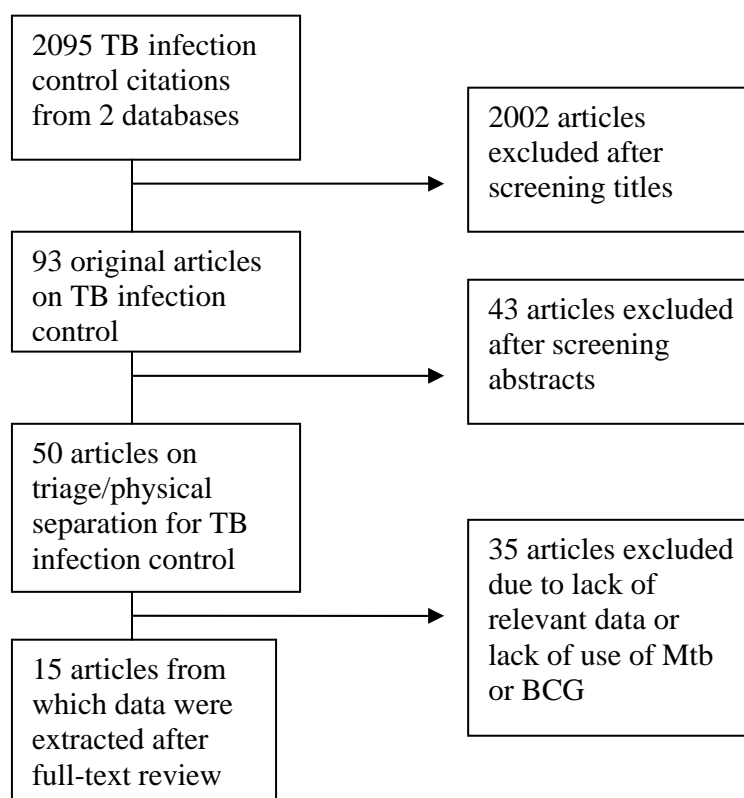 2095 TB infection
control citations
from 2 databases
2002 articles
excluded after
screening titles
93 original articles
on TB infection
control
43 articles excluded
after screening
abstracts
50 articles on
triage/physical
separation for TB
infection control
35 articles excluded
due to lack of
relevant data or
lack of use of Mtb
or BCG
15 articles from
which data were
extracted after
full-text review